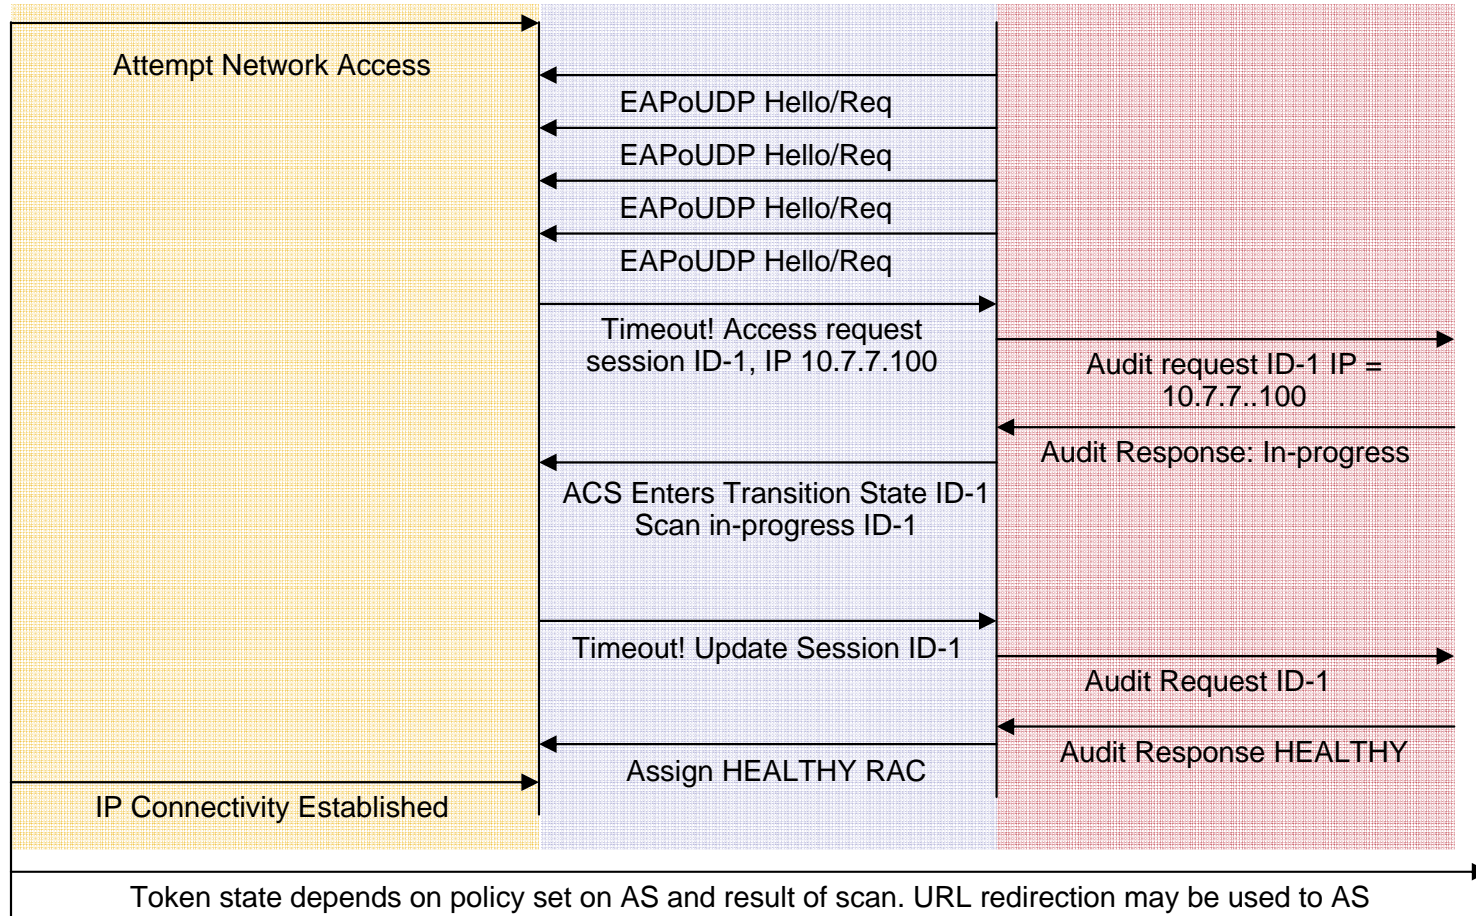 Attempt Network Access
EAPoUDP Hello/Req
EAPoUDP Hello/Req
EAPoUDP Hello/Req
EAPoUDP Hello/Req
Timeout! Access request
session ID-1, IP 10.7.7.100
Audit request ID-1 IP =
10.7.7..100
Audit Response: In-progress
ACS Enters Transition State ID-1
Scan in-progress ID-1
Timeout! Update Session ID-1
Audit Request ID-1
Audit Response HEALTHY
Assign HEALTHY RAC
IP Connectivity Established
Token state depends on policy set on AS and result of scan. URL redirection may be used to AS